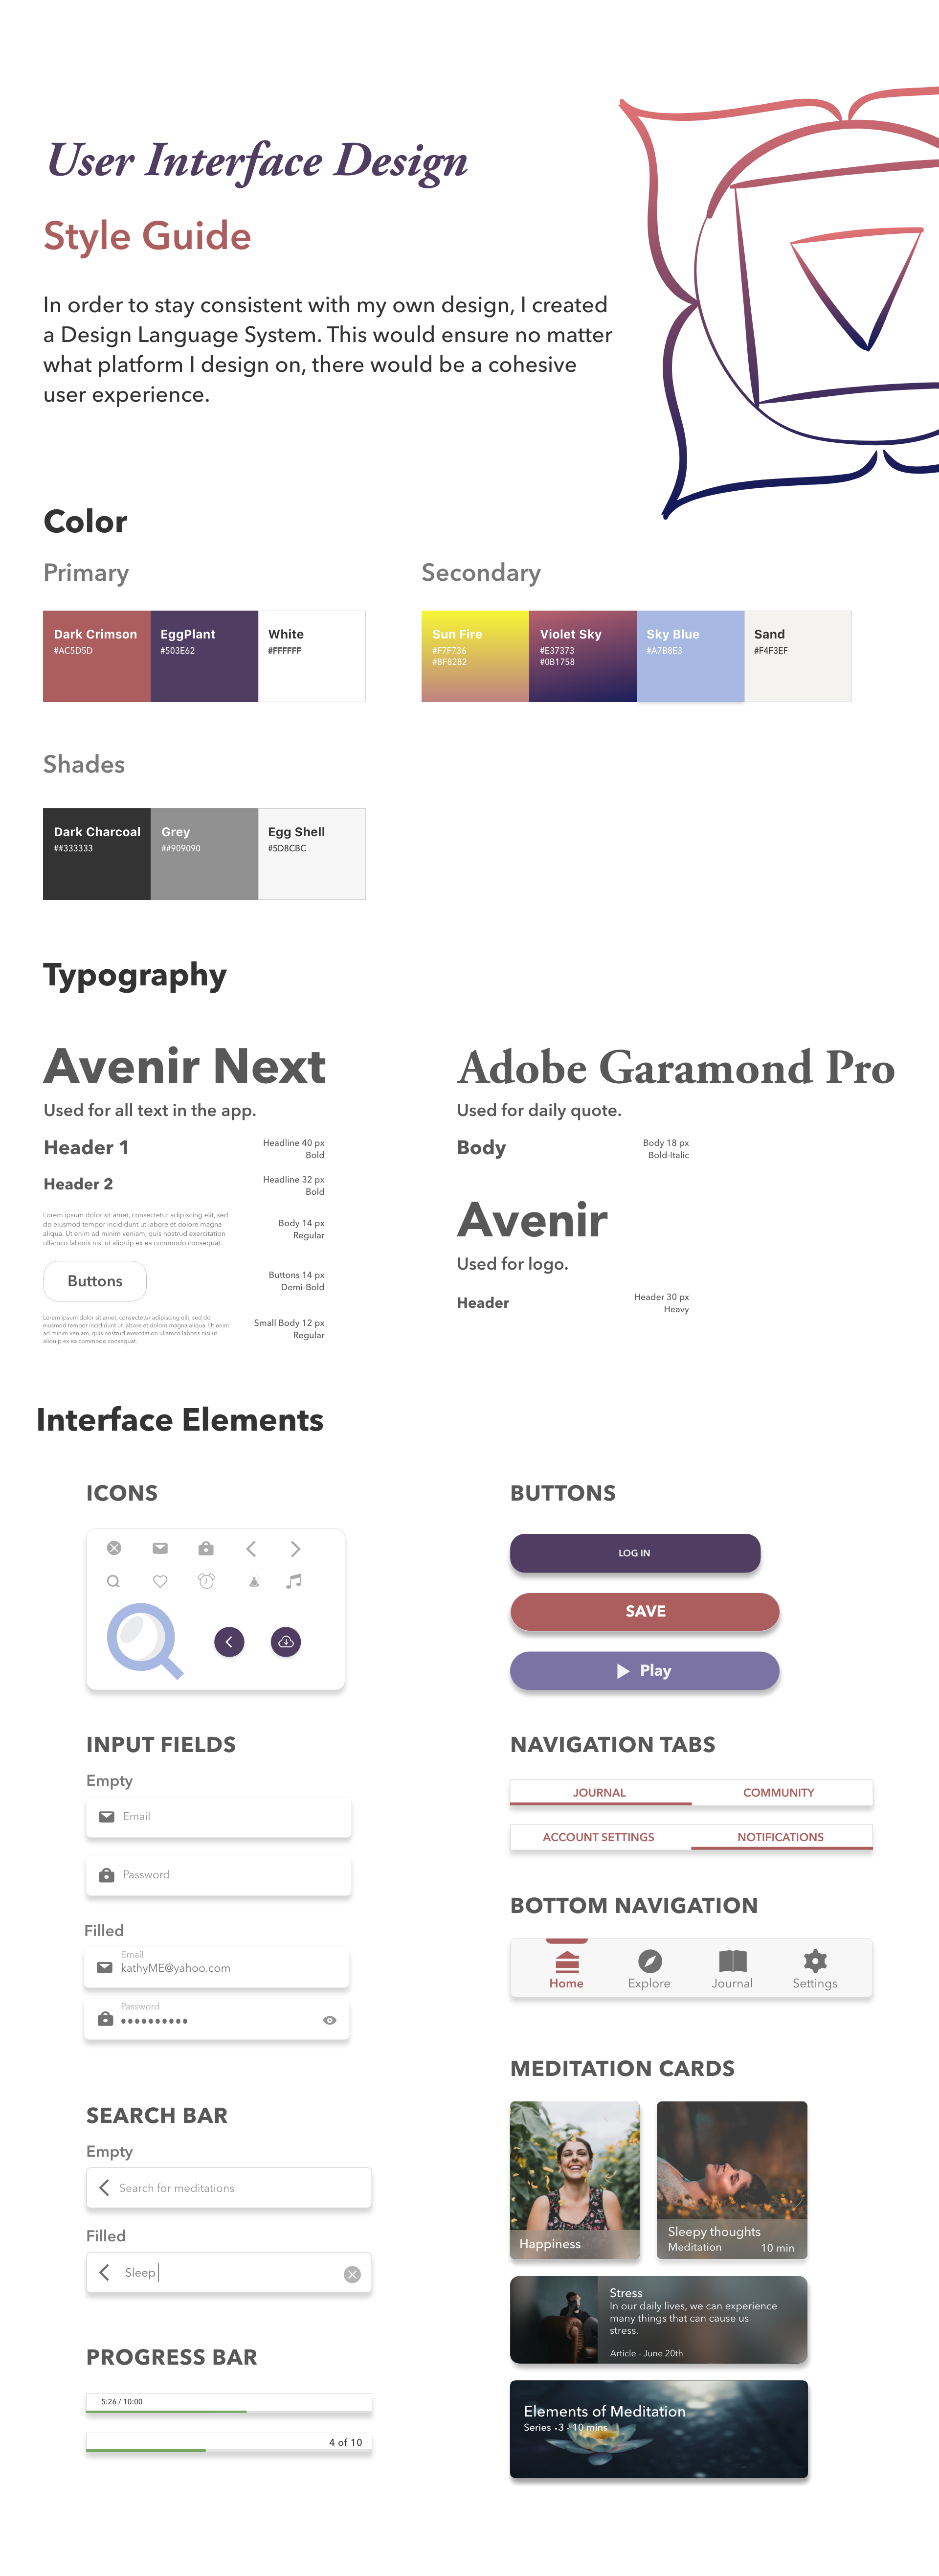 User Interface Design
Style Guide
In order to stay consistent with my own design, I created
a Design Language System. This would ensure no matter
what platform I design on, there would be a cohesive
user experience.
Color
Primary
Dark Crimson
#AC5D5D
EggPlant
#503E62
White
#FFFFFF
Secondary
Sun Fire
#F7F736
#BF8282
Violet Sky
#E37373
#0B1758
Sky Blue
#A7B8E3
Sand
#F4F3EF
Shades
Dark Charcoal
##333333
Grey
##909090
Egg Shell
#5D8CBC
Typography
Avenir Next
Used for all text in the app.
Header 1
Headline 40 px
Bold
Header 2
Headline 32 px
Bold
Lorem ipsum dolor sit amet, consectetur adipiscing elit, sed
do eiusmod tempor incididunt ut labore et dolore magna
aliqua. Ut enim ad minim veniam, quis nostrud exercitation
ullamco laboris nisi ut aliquip ex ea commodo consequat.
Body 14 px
Regular
Buttons
Buttons 14 px
Demi-Bold
Lorem ipsum dolor sit amet, consectetur adipiscing elit, sed do
eiusmod tempor incididunt ut labore et dolore magna aliqua. Ut enim
ad minim veniam, quis nostrud exercitation ullamco laboris nisi ut
aliquip ex ea commodo consequat.
Small Body 12 px
Regular
Adobe Garamond Pro
Used for daily quote.
Body
Body 18 px
Bold-Italic
Avenir
Used for logo.
Header
Header 30 px
Heavy
Interface Elements
ICONS
INPUT FIELDS
Empty
Email
Password
Filled
Email
kathyME@yahoo.com
Password
SEARCH BAR
Empty
Search for meditations
Filled
Sleep
PROGRESS BAR
5:26 / 10:00
4 of 10
BUTTONS
LOG IN
SAVE
Play
NAVIGATION TABS
JOURNAL
COMMUNITY
ACCOUNT SETTINGS
NOTIFICATIONS
BOTTOM NAVIGATION
Home
Explore
Journal
Settings
MEDITATION CARDS
Happiness
Sleepy thoughts
Meditation
10 min
Stress
In our daily lives, we can experience
many things that can cause us
stress.
Article - June 20th
Elements of Meditation
Series •3 - 10 mins